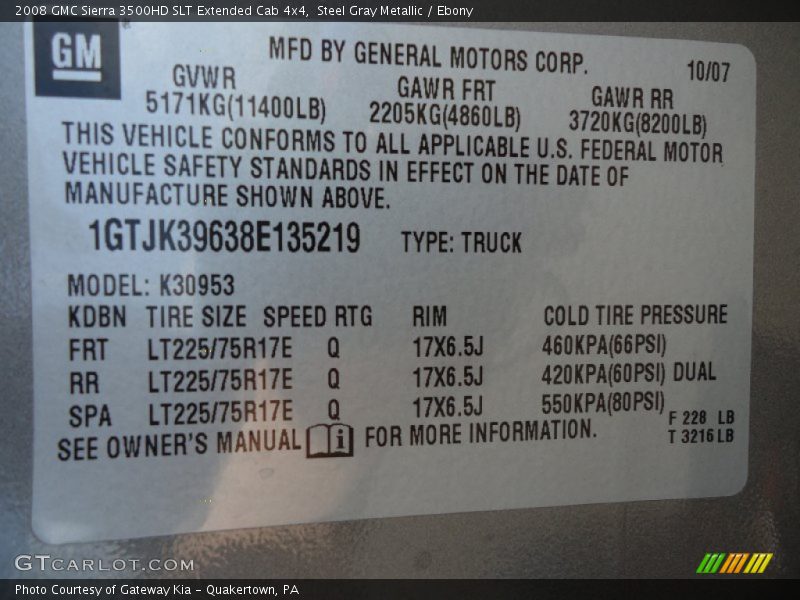 2008 GMC Sierra 3500HD SLT Extended Cab 4x4,  Steel Gray Metallic / Ebony
GM
MFD BY GENERAL MOTORS CORP.
10/07
GVWR GAWR FRT GAWR RR
5171KG(11400LB) 2205KG(4860LB) 3720KG(8200LB)
THIS VEHICLE CONFORMS TO ALL APPLICABLE U.S. FEDERAL MOTOR
VEHICLE SAFETY STANDARDS IN EFFECT ON THE DATE OF
MANUFACTURE SHOWN ABOVE.
1GTJK39638E135219 TYPE: TRUCK
MODEL: K30953
KDBN TIRE SIZE SPEED RTG RIM COLD TIRE PRESSURE
FRT LT225/75R17E Q 17X6.5J 460KPA(66PSI)
RR LT225/75R17E Q 17X6.5J 420KPA(60PSI) DUAL
SPA LT225/75R17E Q 17X6.5J 550KPA(80PSI)
F 228 LB
T 3216LB
SEE OWNER'S MANUAL i FOR MORE INFORMATION.
GTCARLOT.COM
Photo Courtesy of Gateway Kia – Quakertown, PA